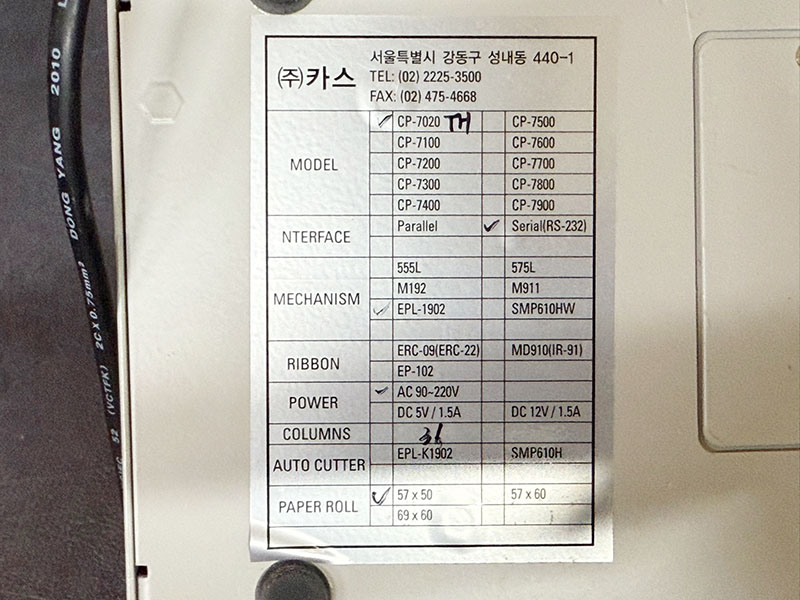 (주)카스
서울특별시 강동구 성내동 440-1
TEL: (02) 2225-3500
FAX: (02) 475-4668
MODEL
✓ CP-7020 CP-7500
CP-7100 CP-7600
CP-7200 CP-7700
CP-7300 CP-7800
CP-7400 CP-7900
NTERFACE
Parallel ✓ Serial(RS-232)
MECHANISM
555L 575L
M192 M911
✓ EPL-1902 SMP610HW
RIBBON
ERC-09(ERC-22) MD910(IR-91)
EP-102
POWER
✓ AC 90~220V
DC 5V / 1.5A DC 12V / 1.5A
COLUMNS
AUTO CUTTER
EPL-K1902 SMP610H
PAPER ROLL
✓ 57 x 50 57 x 60
69 x 60
52 (VCTFK) 2C X 0.75mm² DONG YANG 2010